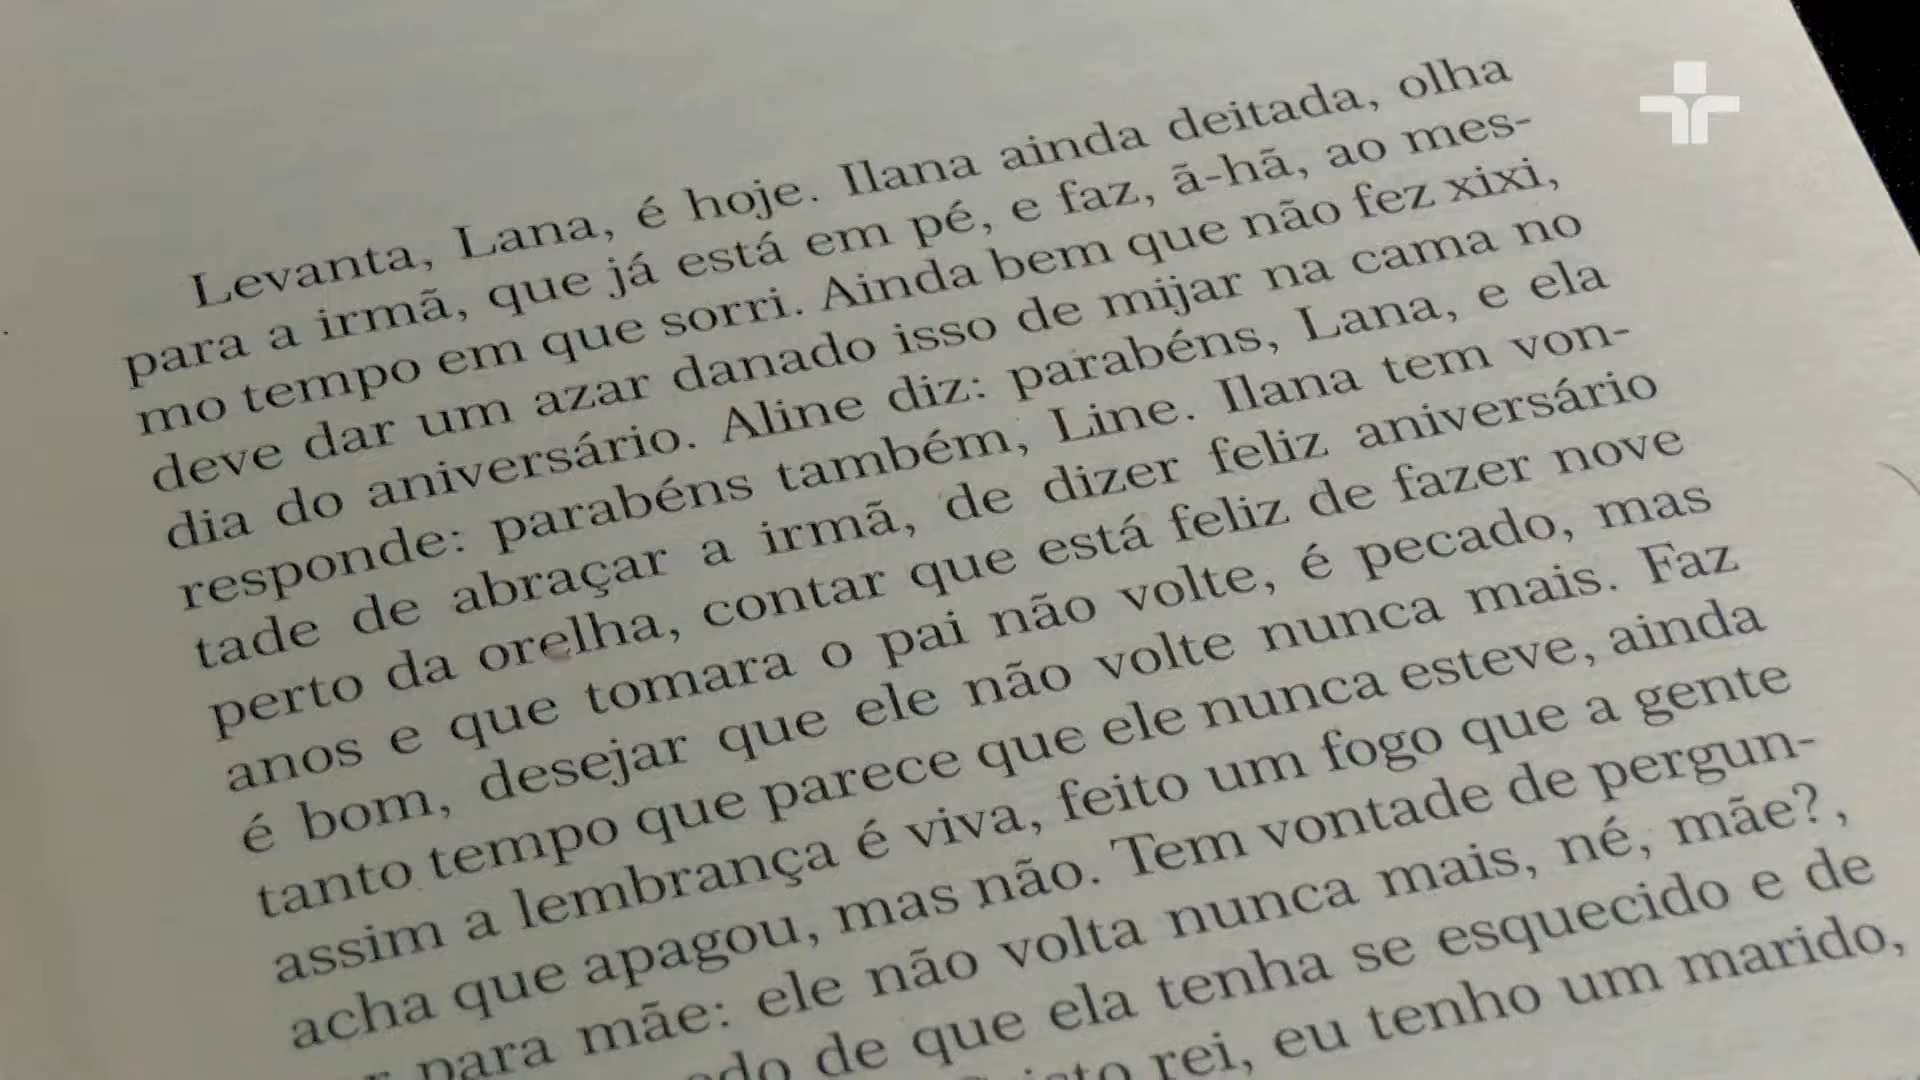 Levanta, Lana, é hoje. Ilana ainda deitada, olha
para a irmã, que já está em pé, e faz, ã-hã, ao mes-
mo tempo em que sorri. Ainda bem que não fez xixi,
deve dar um azar danado isso de mijar na cama no
dia do aniversário. Aline diz: parabéns, Lana, e ela
responde: parabéns também, Line. Ilana tem von-
tade de abraçar a irmã, de dizer feliz aniversário
perto da orelha, contar que está feliz de fazer nove
anos e que tomara o pai não volte, é pecado, mas
é bom, desejar que ele não volte nunca mais. Faz
tanto tempo que parece que ele nunca esteve, ainda
assim a lembrança é viva, feito um fogo que a gente
acha que apagou, mas não. Tem vontade de pergun-
para mãe: ele não volta nunca mais, né, mãe?,
de que ela tenha se esquecido e de
rei, eu tenho um marido,